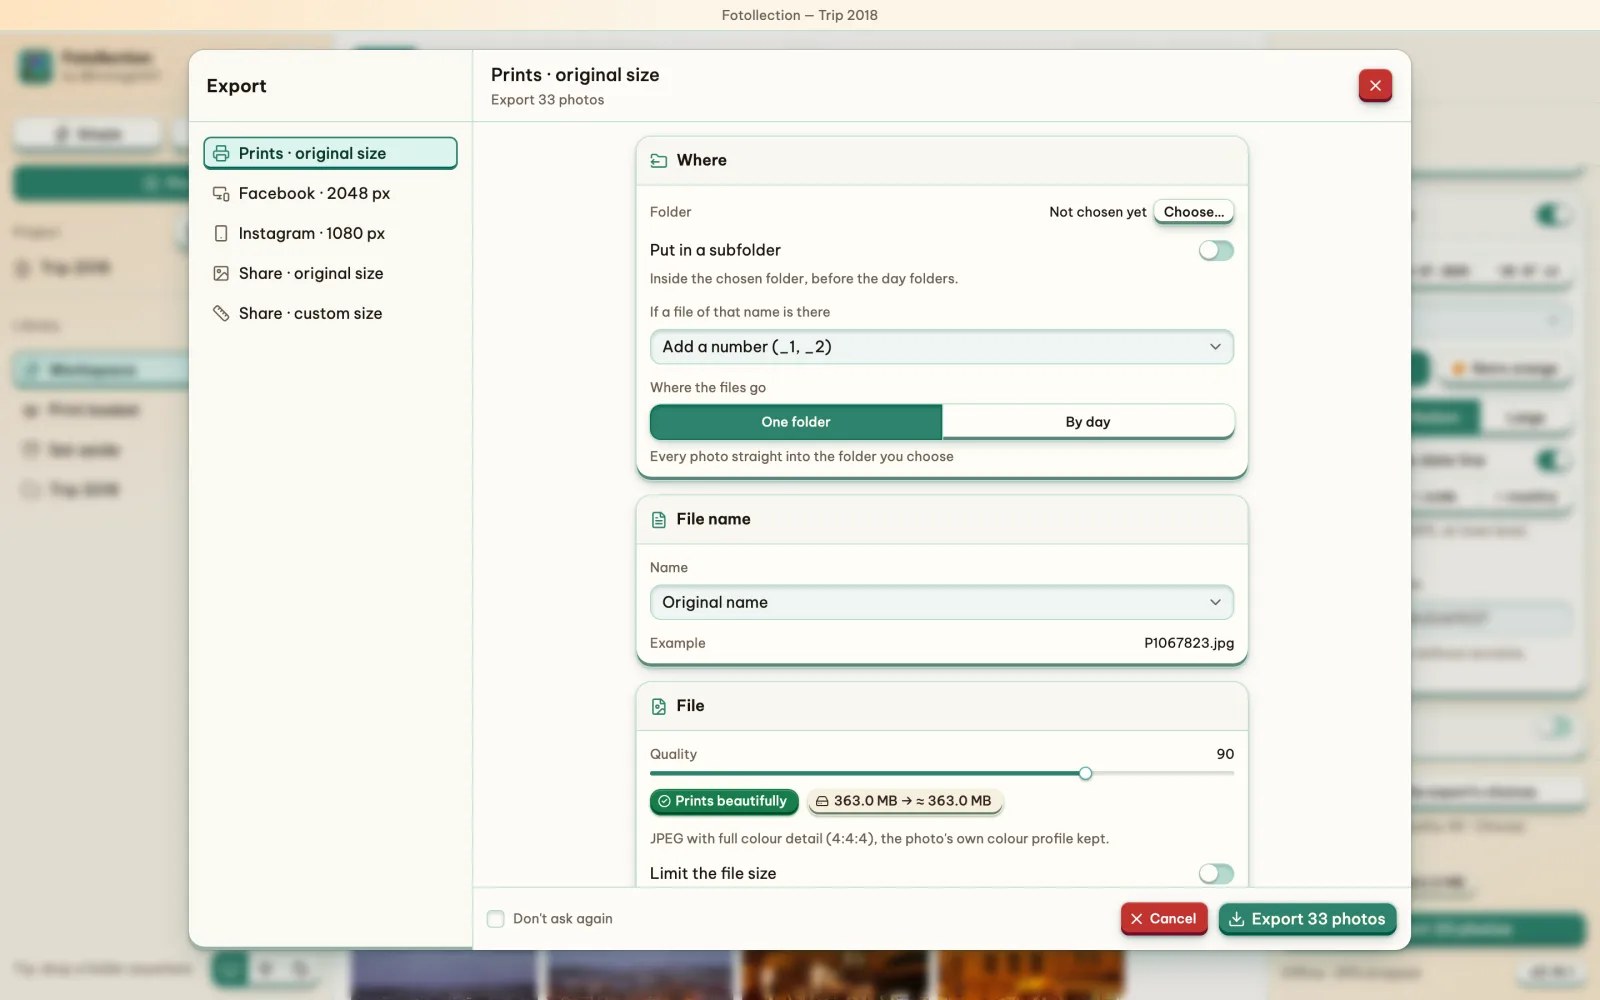 Fotollection — Trip 2018
Export
Prints · original size
Facebook · 2048 px
Instagram · 1080 px
Share · original size
Share · custom size
Prints · original size
Export 33 photos
Where
Folder
Not chosen yet
Choose...
Put in a subfolder
Inside the chosen folder, before the day folders.
If a file of that name is there
Add a number (_1, _2)
Where the files go
One folder
By day
Every photo straight into the folder you choose
File name
Name
Original name
Example
P1067823.jpg
File
Quality
90
Prints beautifully
363.0 MB → ≈ 363.0 MB
JPEG with full colour detail (4:4:4), the photo's own colour profile kept.
Limit the file size
Don't ask again
Cancel
Export 33 photos